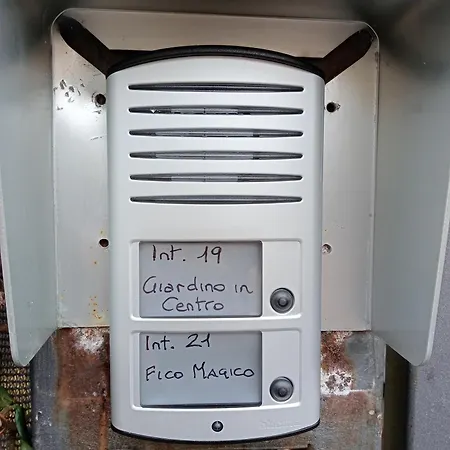 Int. 19
Giardino in
Centro
Int. 21
FICO MAGICO